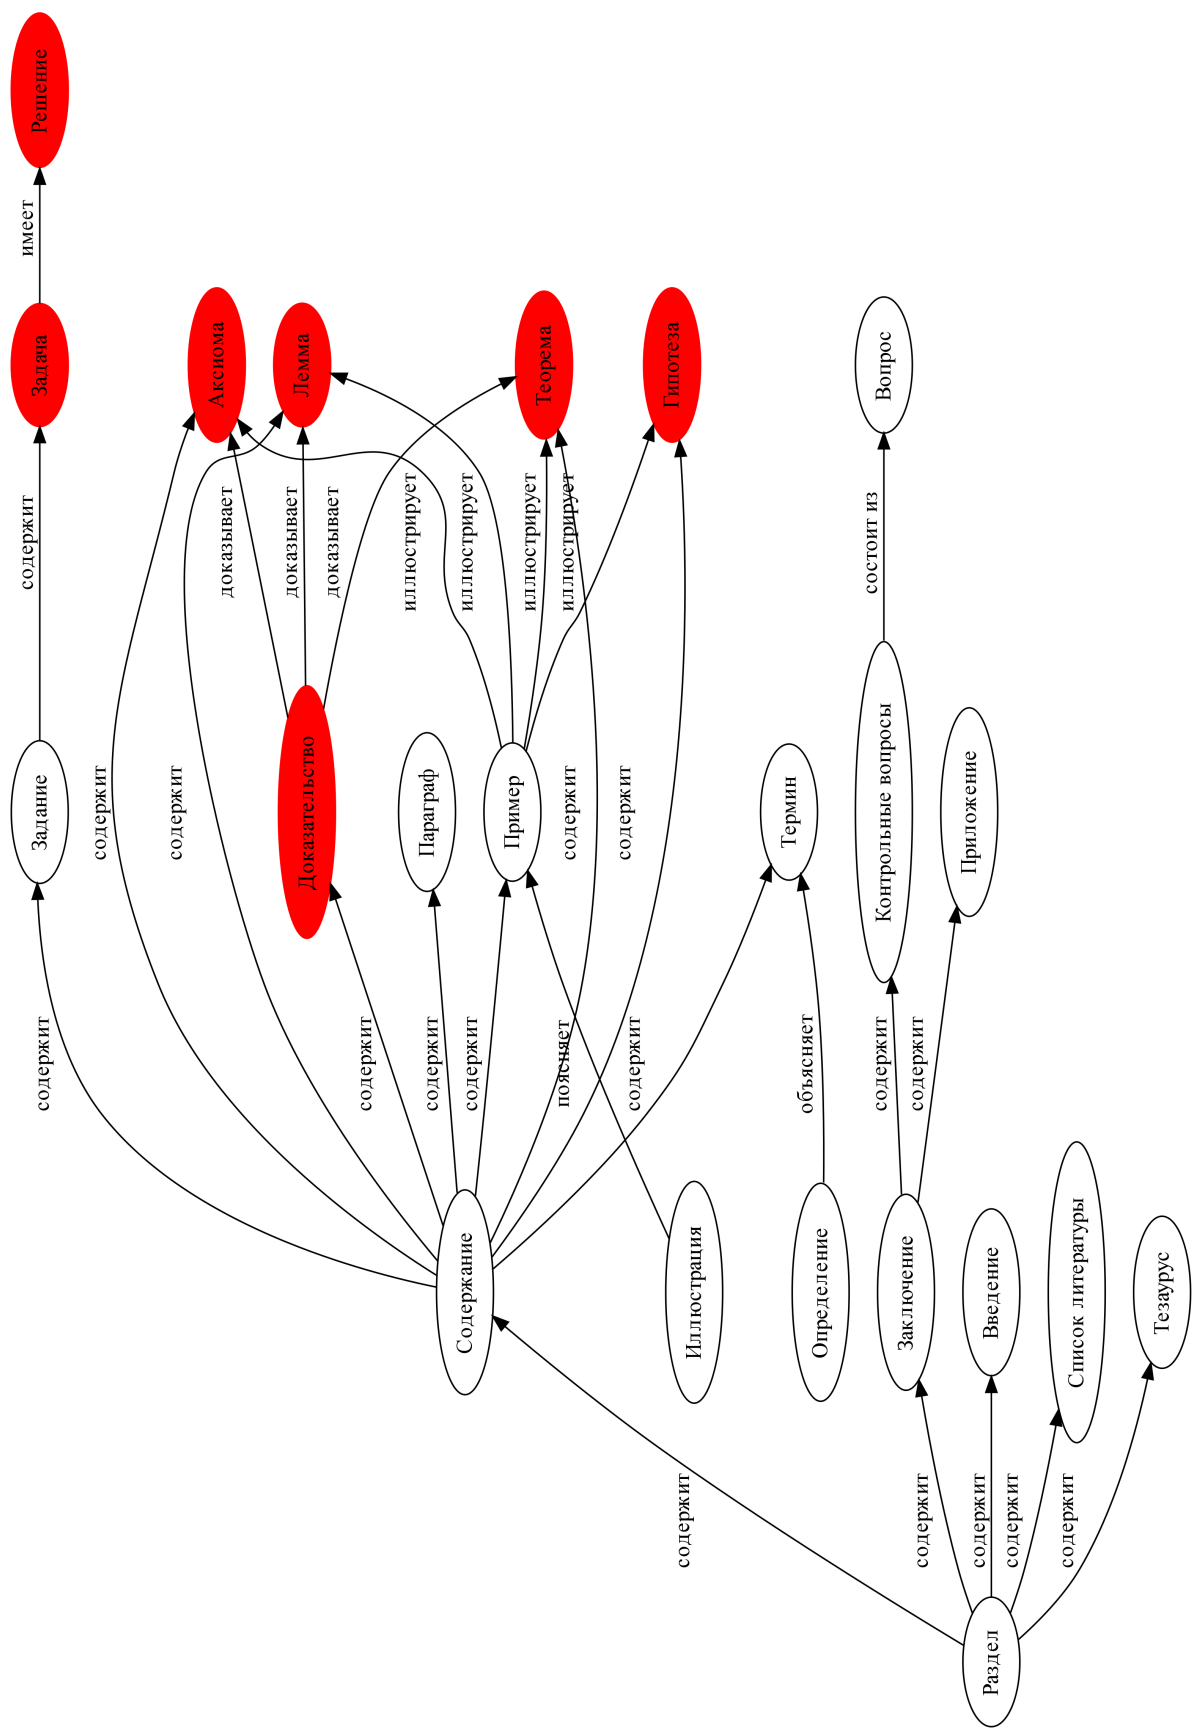 Решение
имеет
Задача
Аксиома
Лемма
Теорема
Гипотеза
Вопрос
содержит
доказывает
доказывает
доказывает
иллюстрирует
иллюстрирует
иллюстрирует
иллюстрирует
состоит из
Задание
содержит
содержит
Доказательство
Параграф
Пример
содержит
содержит
Термин
Контрольные вопросы
Приложение
содержит
содержит
содержит
содержит
поясняет
содержит
объясняет
содержит
содержит
Содержание
Иллюстрация
Определение
Заключение
Введение
Список литературы
Тезаурус
содержит
содержит
содержит
содержит
содержит
Раздел